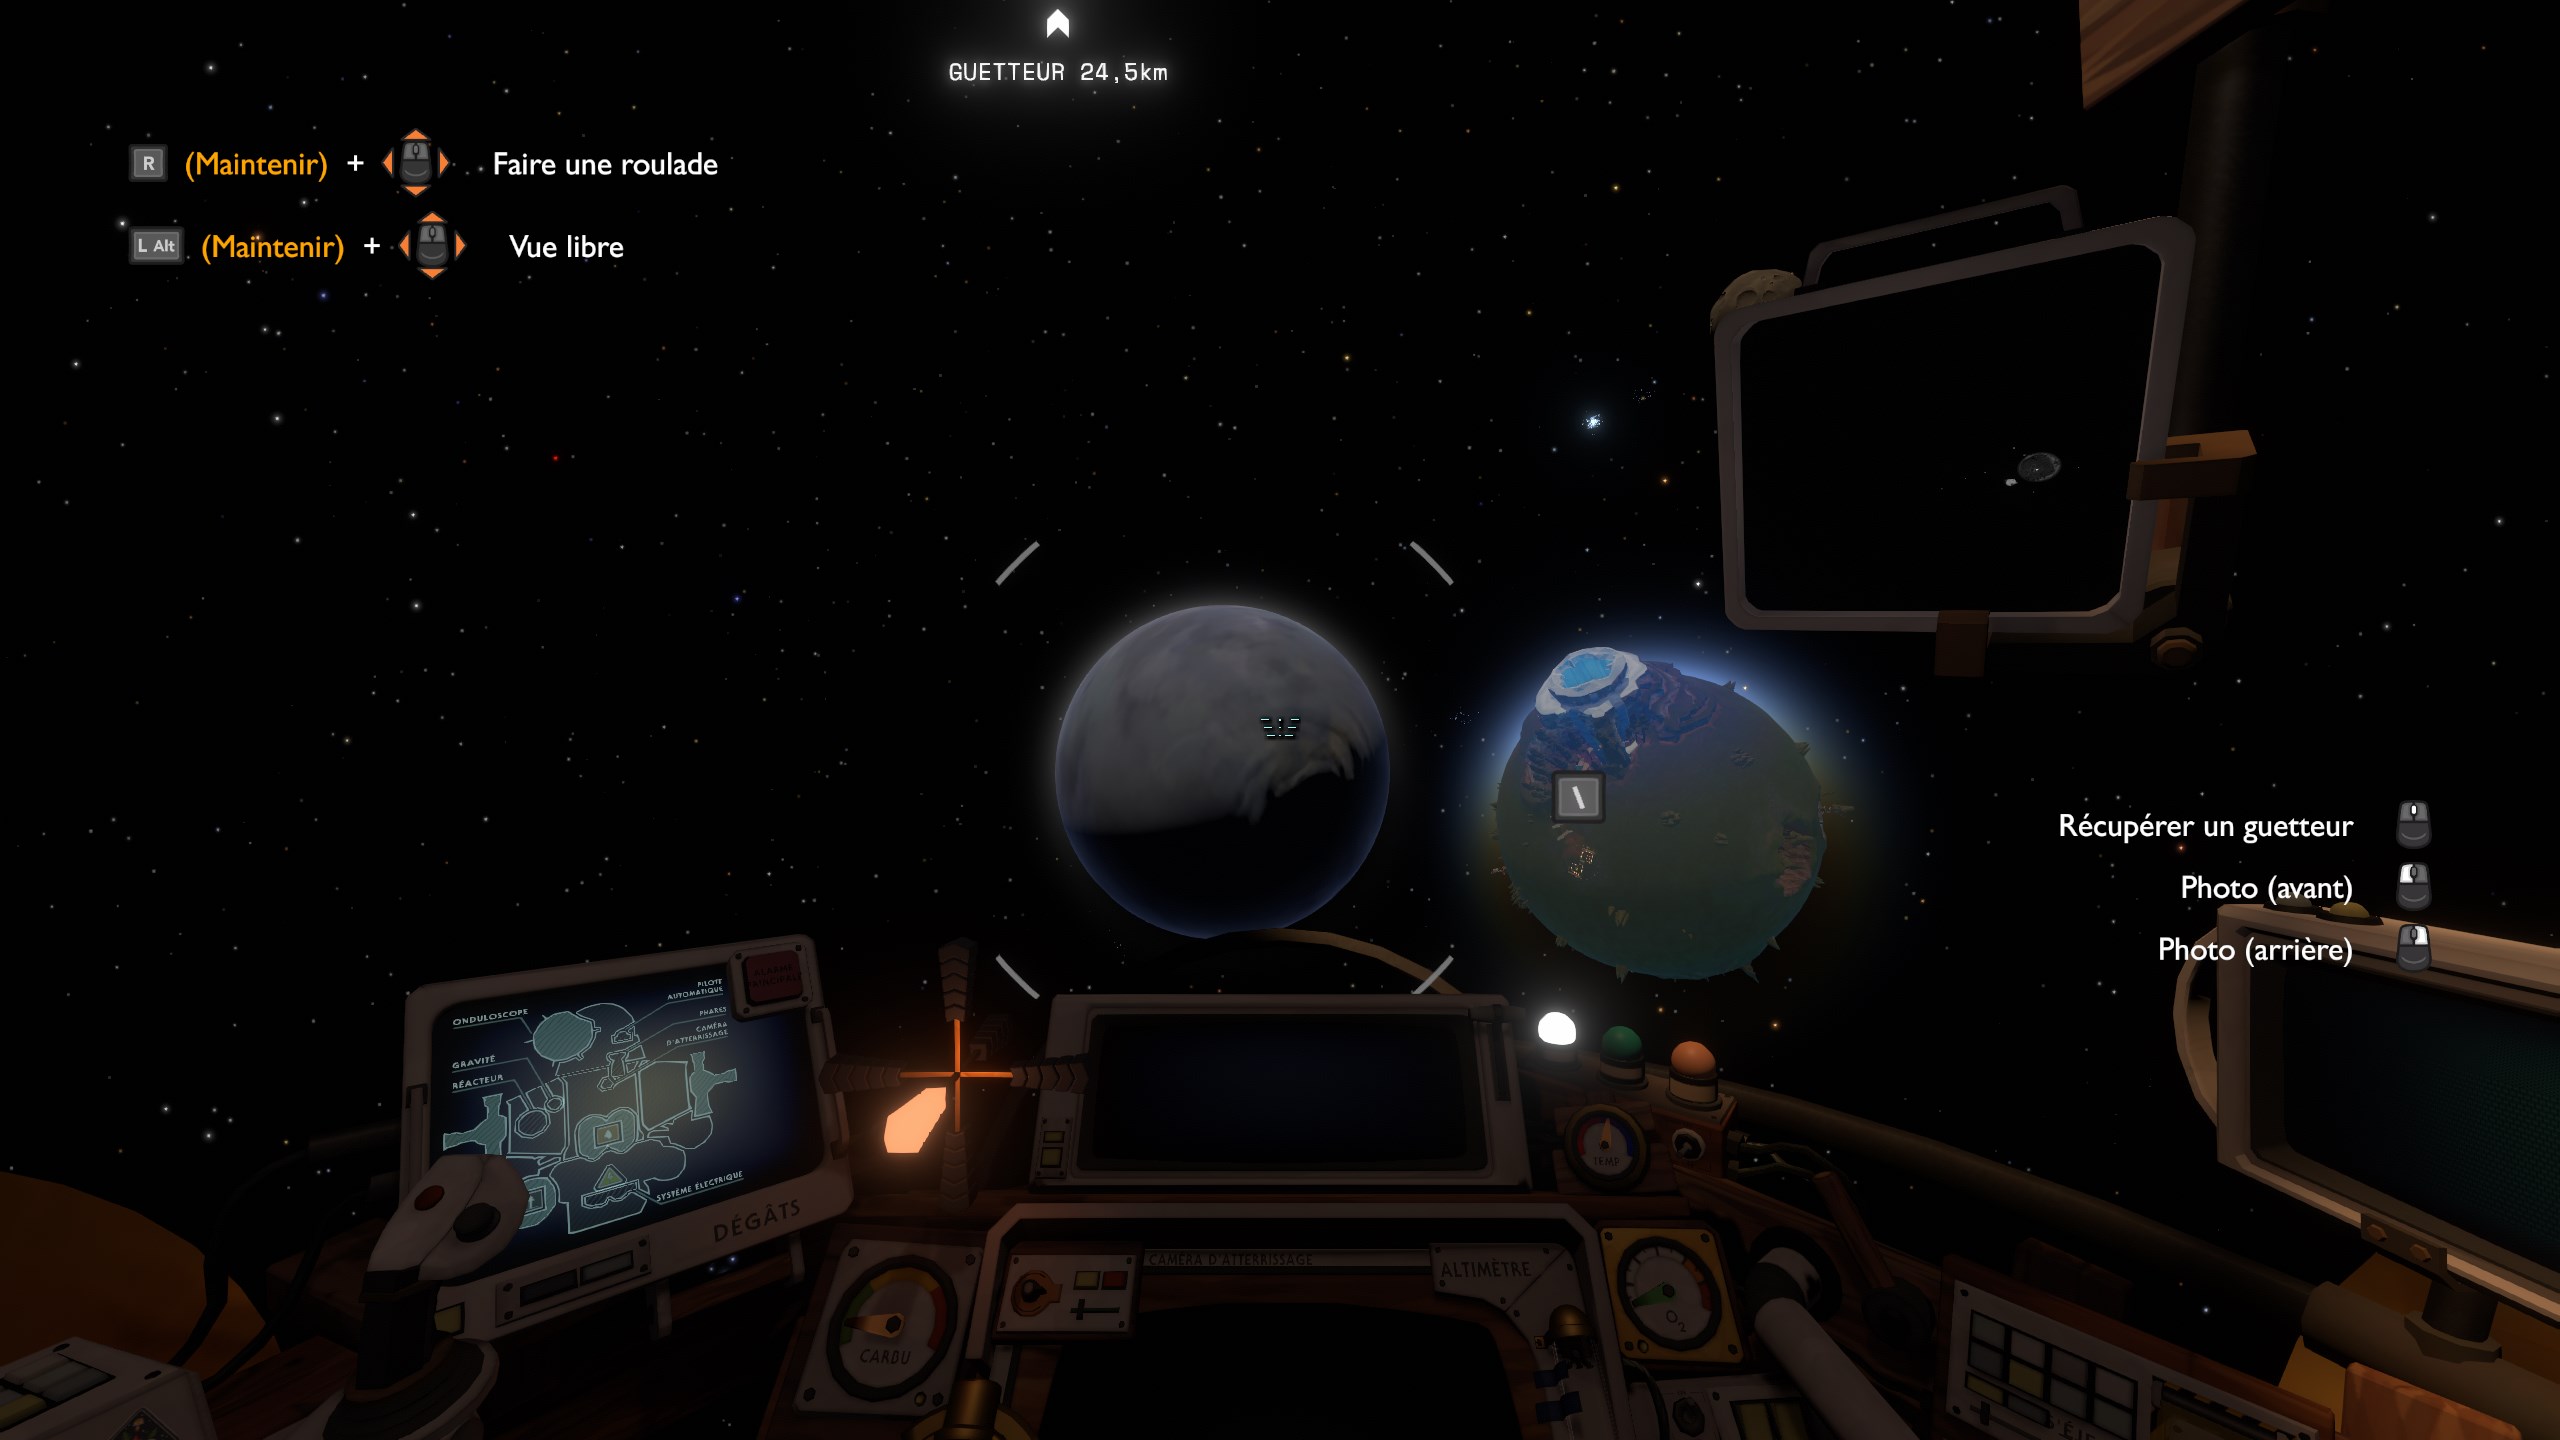 GUETTEUR 24,5km
R (Maintenir) + Faire une roulade
L Alt (Maintenir) + Vue libre
\
Récupérer un guetteur
Photo (avant)
Photo (arrière)
ONDULOSCOPE
PILOTE
AUTOMATIQUE
PHARES
CAMÉRA
D'ATTERRISSAGE
GRAVITÉ
RÉACTEUR
SYSTÈME ÉLECTRIQUE
DÉGÂTS
TEMP
CAMÉRA D'ATTERRISSAGE
ALTIMÈTRE
CARBU
O2